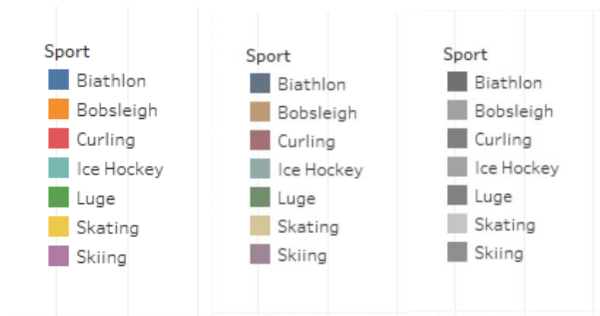 Sport
Biathlon
Bobsleigh
Curling
Ice Hockey
Luge
Skating
Skiing
Sport
Biathlon
Bobsleigh
Curling
Ice Hockey
Luge
Skating
Skiing
Sport
Biathlon
Bobsleigh
Curling
Ice Hockey
Luge
Skating
Skiing